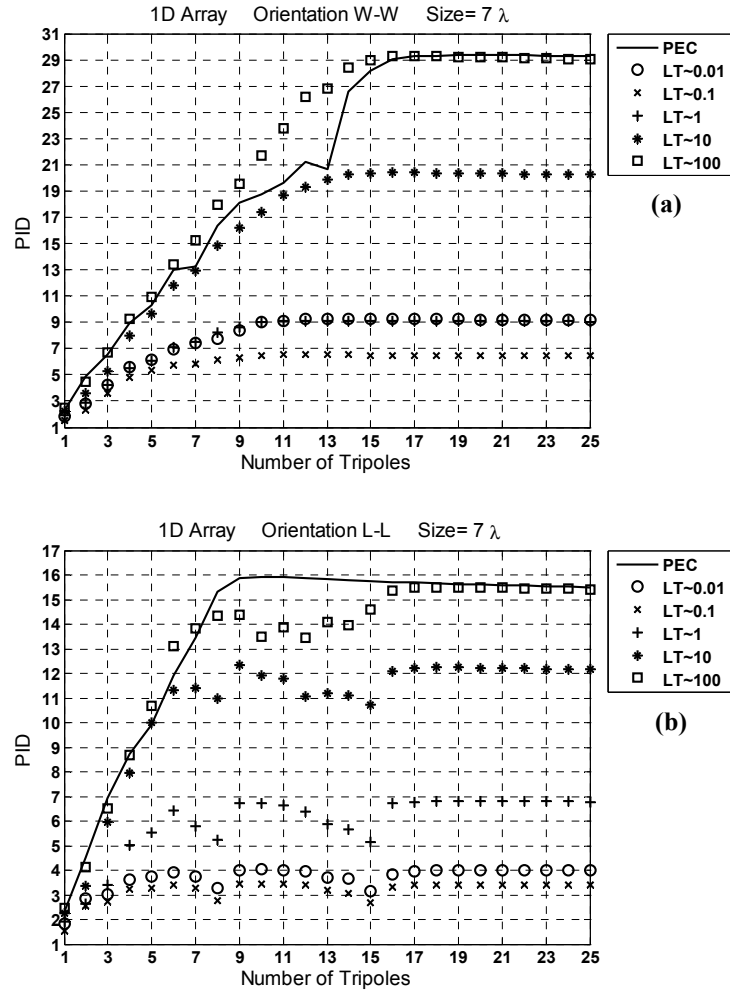 1D Array Orientation W-W Size= 7 λ
31
29
27
25
23
21
19
17
15
13
11
9
7
5
3
1
PID
1 3 5 7 9 11 13 15 17 19 21 23 25
Number of Tripoles
PEC
LT~0.01
LT~0.1
LT~1
LT~10
LT~100
(a)
1D Array Orientation L-L Size= 7 λ
17
16
15
14
13
12
11
10
9
8
7
6
5
4
3
2
1
PID
1 3 5 7 9 11 13 15 17 19 21 23 25
Number of Tripoles
PEC
LT~0.01
LT~0.1
LT~1
LT~10
LT~100
(b)